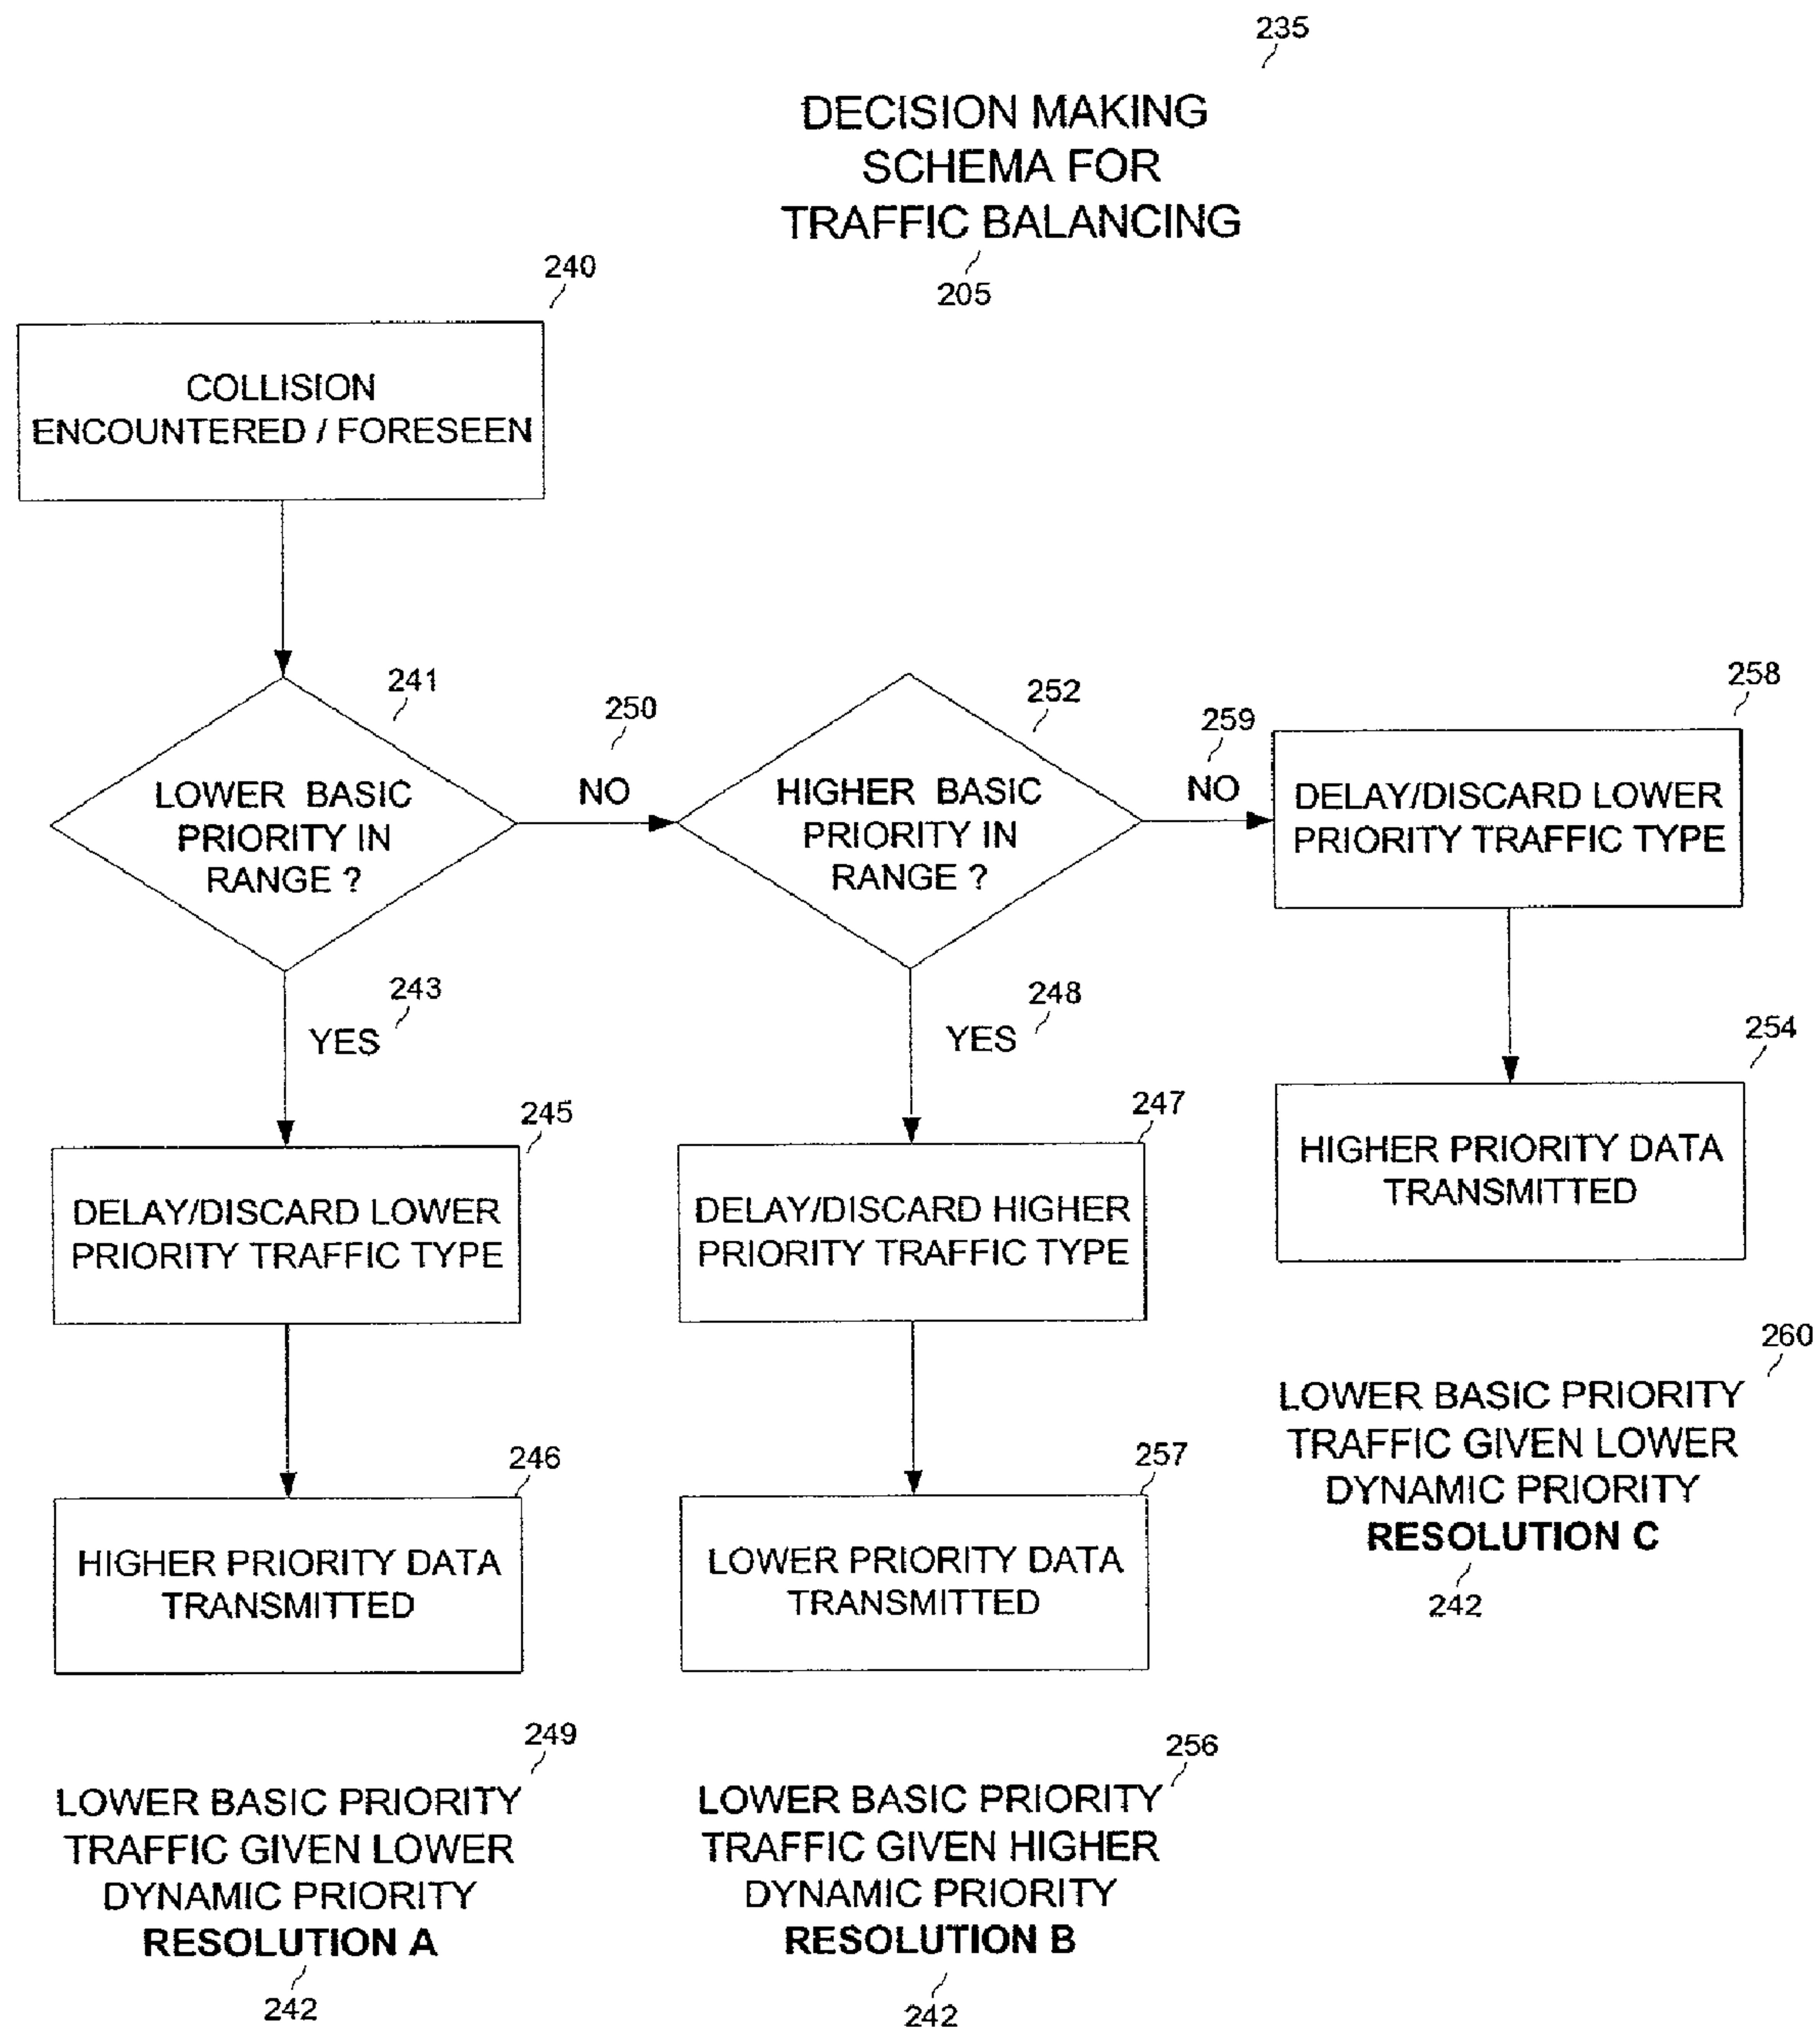 235
DECISION MAKING
SCHEMA FOR
TRAFFIC BALANCING
205
240
COLLISION
ENCOUNTERED / FORESEEN
241
LOWER BASIC
PRIORITY IN
RANGE ?
250
NO
252
HIGHER BASIC
PRIORITY IN
RANGE ?
259
NO
258
DELAY/DISCARD LOWER
PRIORITY TRAFFIC TYPE
243
YES
248
YES
254
HIGHER PRIORITY DATA
TRANSMITTED
245
DELAY/DISCARD LOWER
PRIORITY TRAFFIC TYPE
247
DELAY/DISCARD HIGHER
PRIORITY TRAFFIC TYPE
260
LOWER BASIC PRIORITY
TRAFFIC GIVEN LOWER
DYNAMIC PRIORITY
RESOLUTION C
242
246
HIGHER PRIORITY DATA
TRANSMITTED
257
LOWER PRIORITY DATA
TRANSMITTED
249
LOWER BASIC PRIORITY
TRAFFIC GIVEN LOWER
DYNAMIC PRIORITY
RESOLUTION A
242
256
LOWER BASIC PRIORITY
TRAFFIC GIVEN HIGHER
DYNAMIC PRIORITY
RESOLUTION B
242